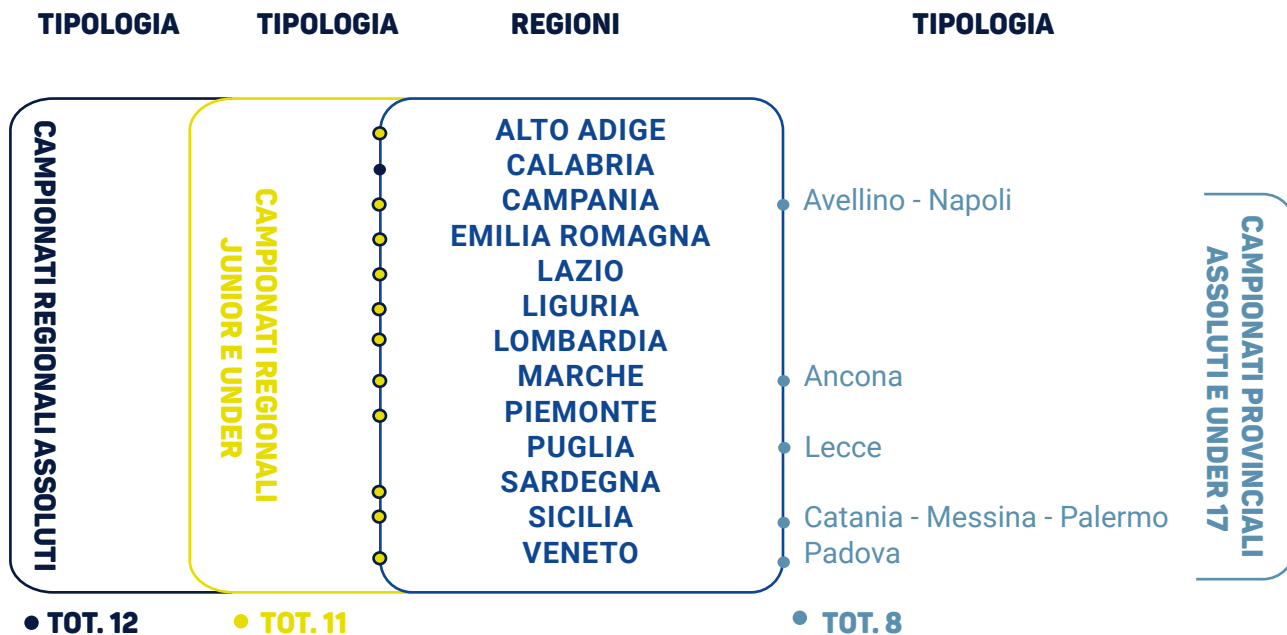 TIPOLOGIA TIPOLOGIA REGIONI TIPOLOGIA
CAMPIONATI REGIONALI ASSOLUTI
CAMPIONATI REGIONALI
JUNIOR E UNDER
ALTO ADIGE
CALABRIA
CAMPANIA Avellino - Napoli
EMILIA ROMAGNA
LAZIO
LIGURIA
LOMBARDIA
MARCHE Ancona
PIEMONTE
PUGLIA Lecce
SARDEGNA
SICILIA Catania - Messina - Palermo
VENETO Padova
CAMPIONATI PROVINCIALI
ASSOLUTI E UNDER 17
TOT. 12 TOT. 11 TOT. 8